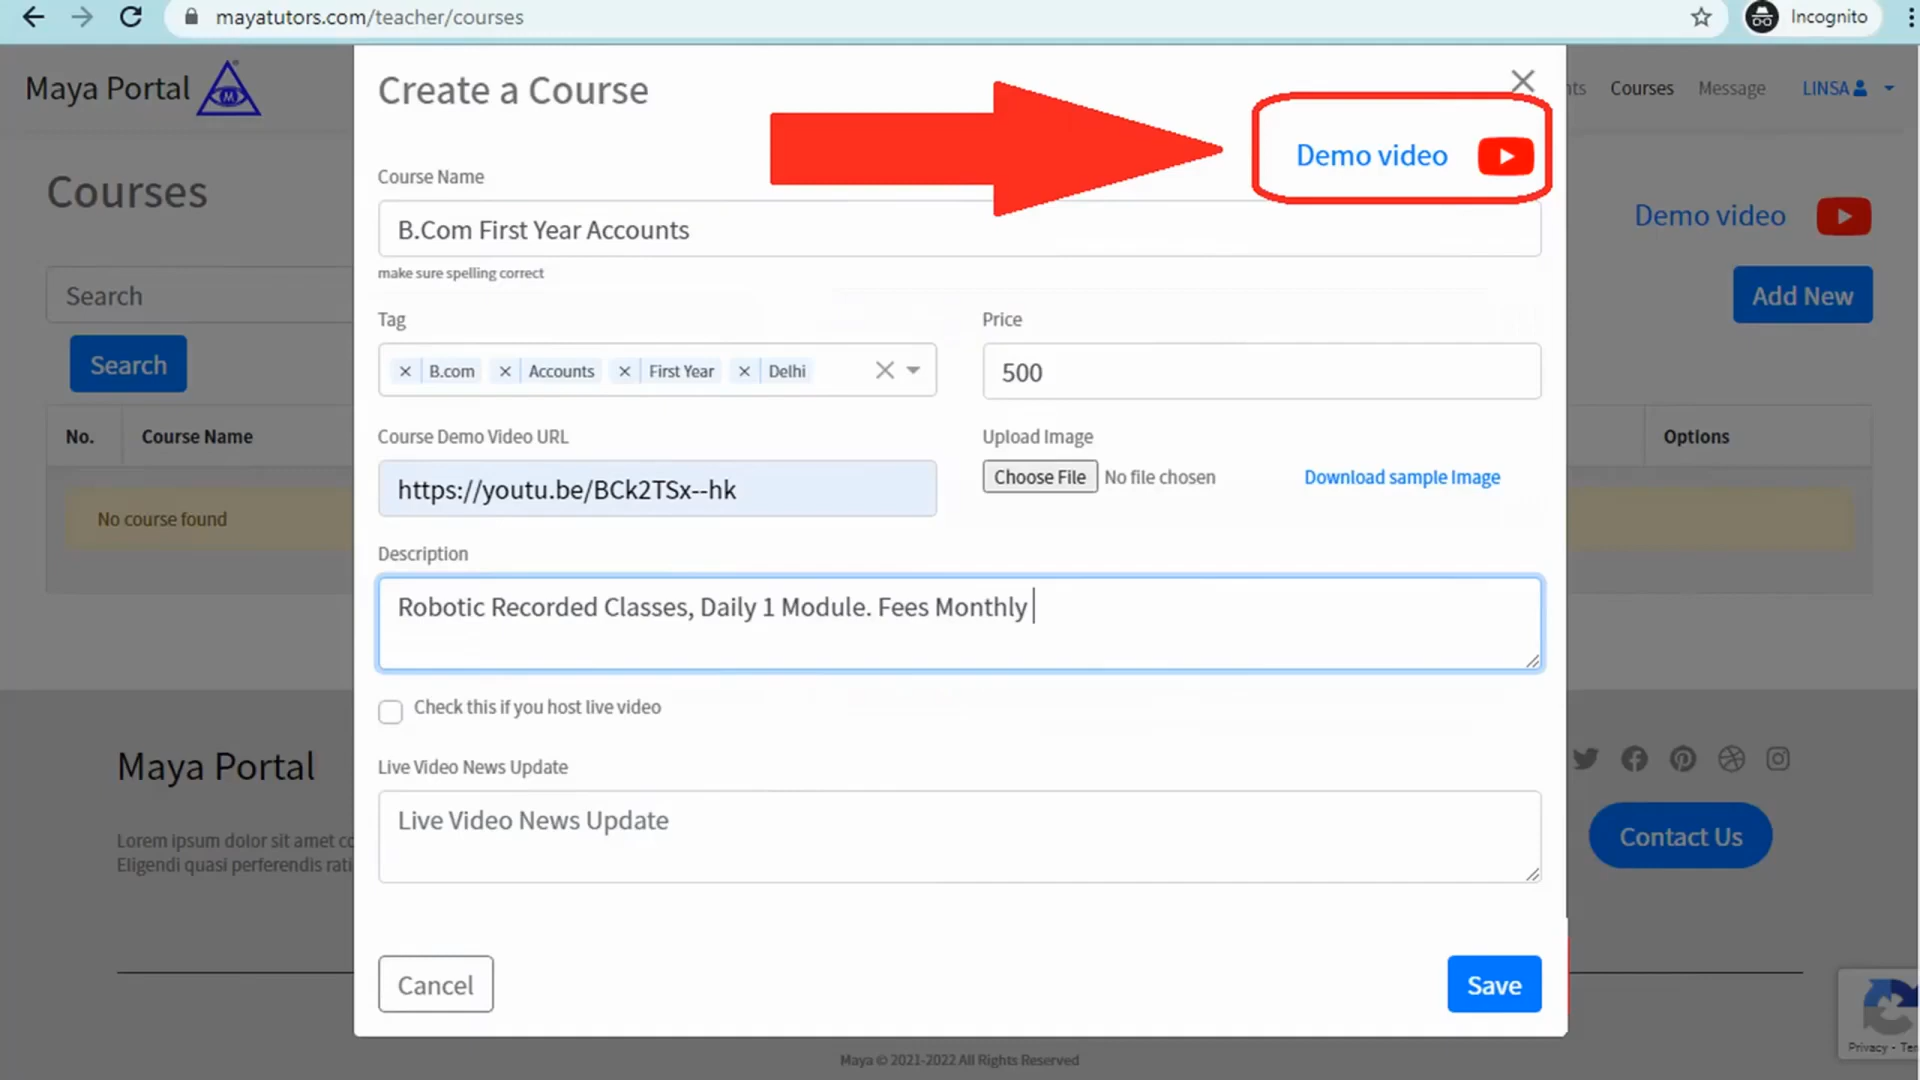 mayatutors.com/teacher/courses
Incognito
Maya Portal
M
Create a Course
Courses
Message
LINSA
Demo video
Course Name
Courses
B.Com First Year Accounts
Demo video
make sure spelling correct
Search
Add New
Tag
Price
Search
B.com
Accounts
First Year
Delhi
500
No.
Course Name
Course Demo Video URL
Upload Image
Options
https://youtu.be/BCk2TSx--hk
Choose File
No file chosen
Download sample Image
No course found
Description
Robotic Recorded Classes, Daily 1 Module. Fees Monthly
Check this if you host live video
Maya Portal
Live Video News Update
Live Video News Update
Contact Us
Lorem ipsum dolor sit amet
Eligendi quasi perferendis
Cancel
Save
Privacy
Maya © 2021-2022 All Rights Reserved